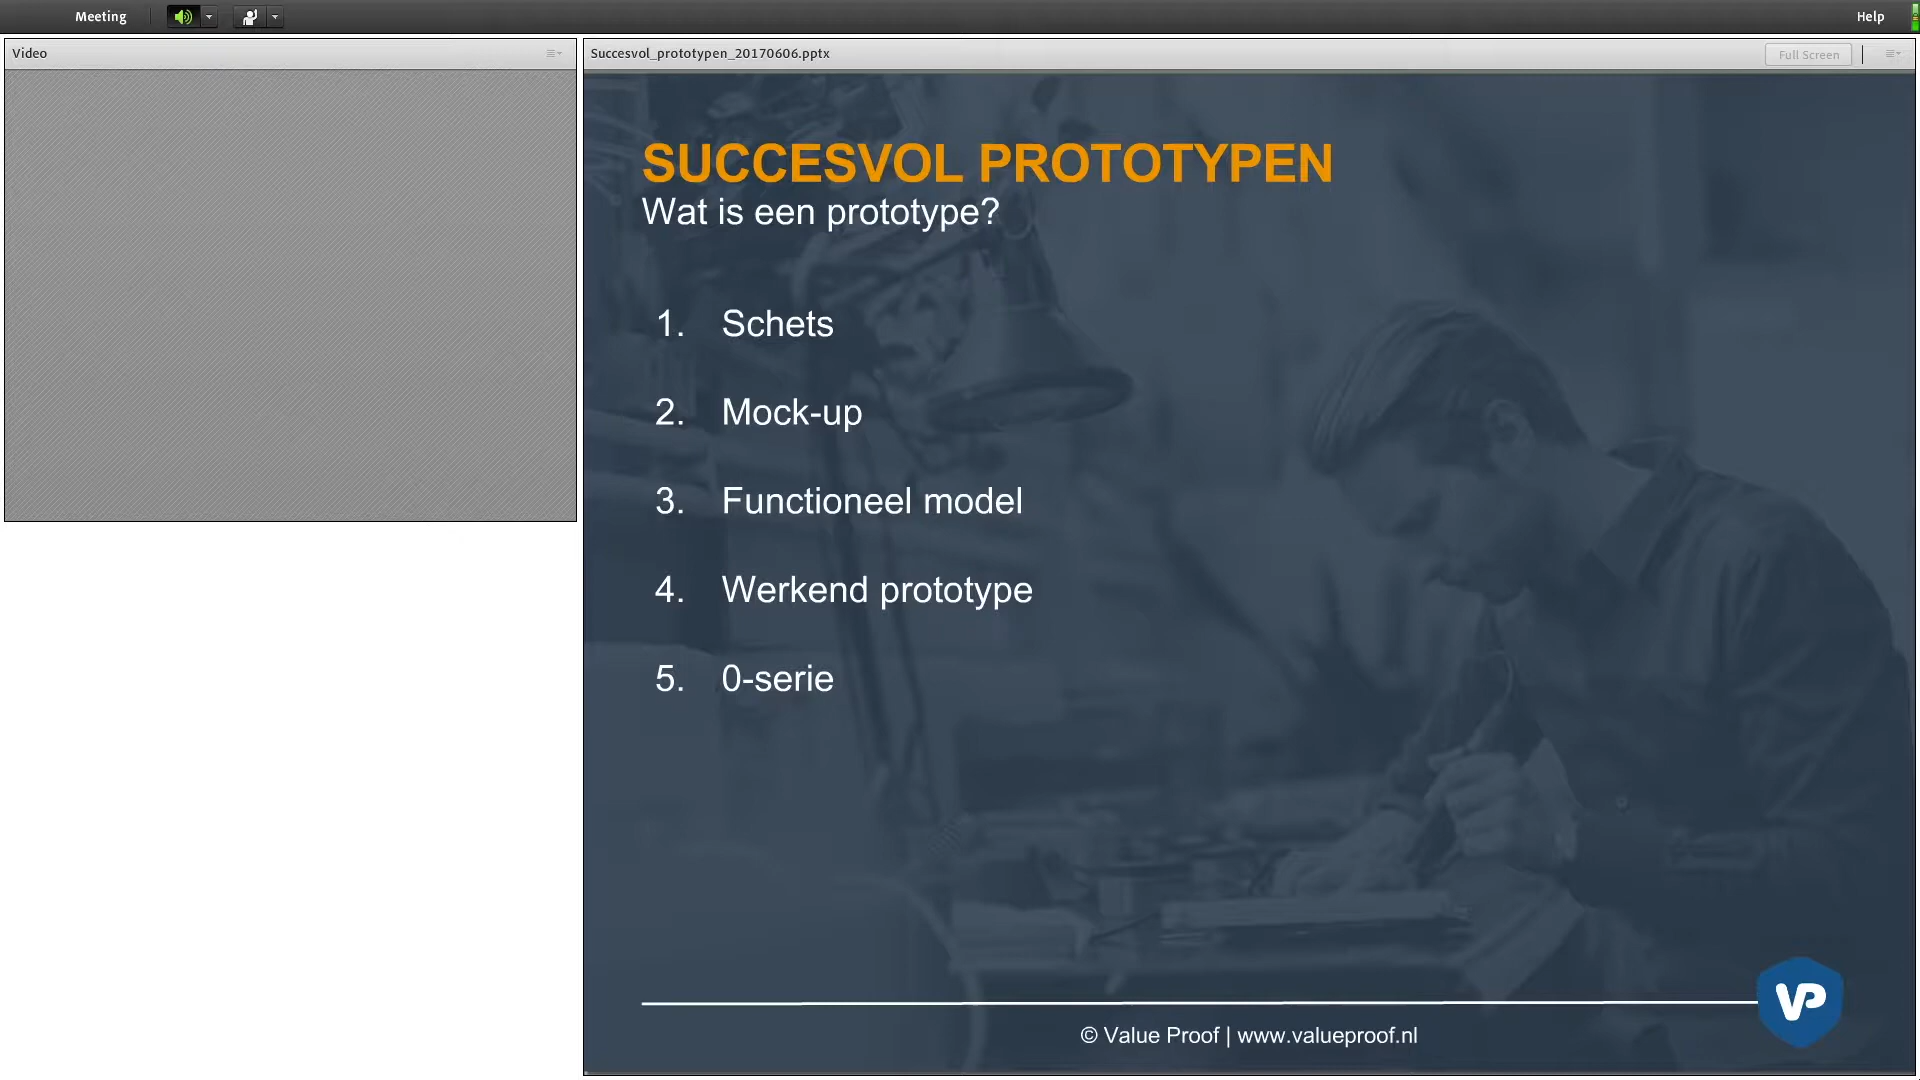 Meeting
Help
Video
Succesvol_prototypen_20170606.pptx
Full Screen
SUCCESVOL PROTOTYPEN
Wat is een prototype?
1. Schets
2. Mock-up
3. Functioneel model
4. Werkend prototype
5. 0-serie
© Value Proof | www.valueproof.nl
VP